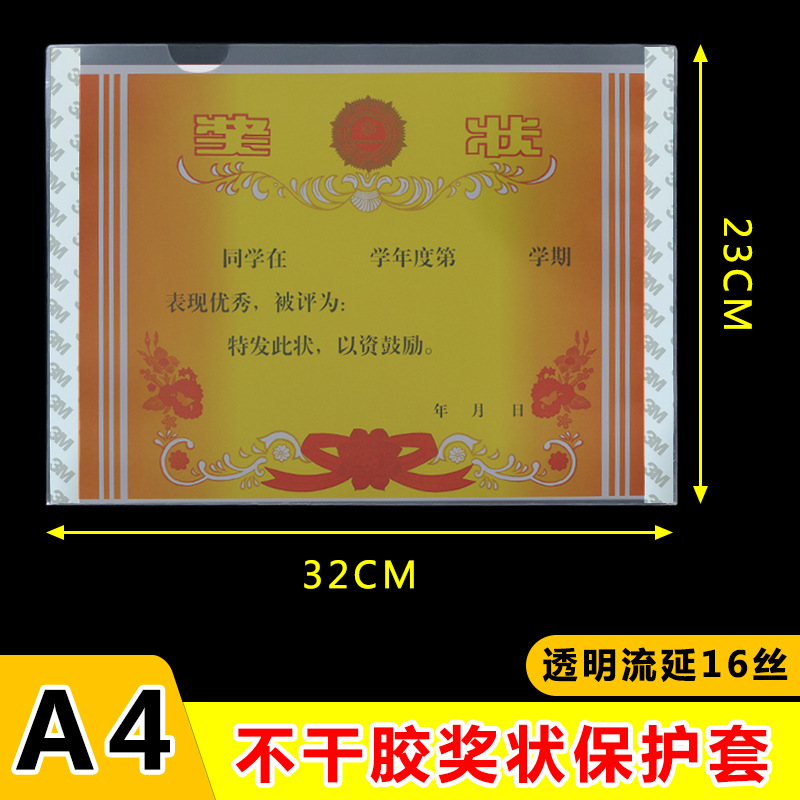 奖 状
同学在 学年度第 学期
表现优秀，被评为：
特发此状，以资鼓励。
年 月 日
3M
3M
23CM
32CM
透明流延16丝
A4
不干胶奖状保护套